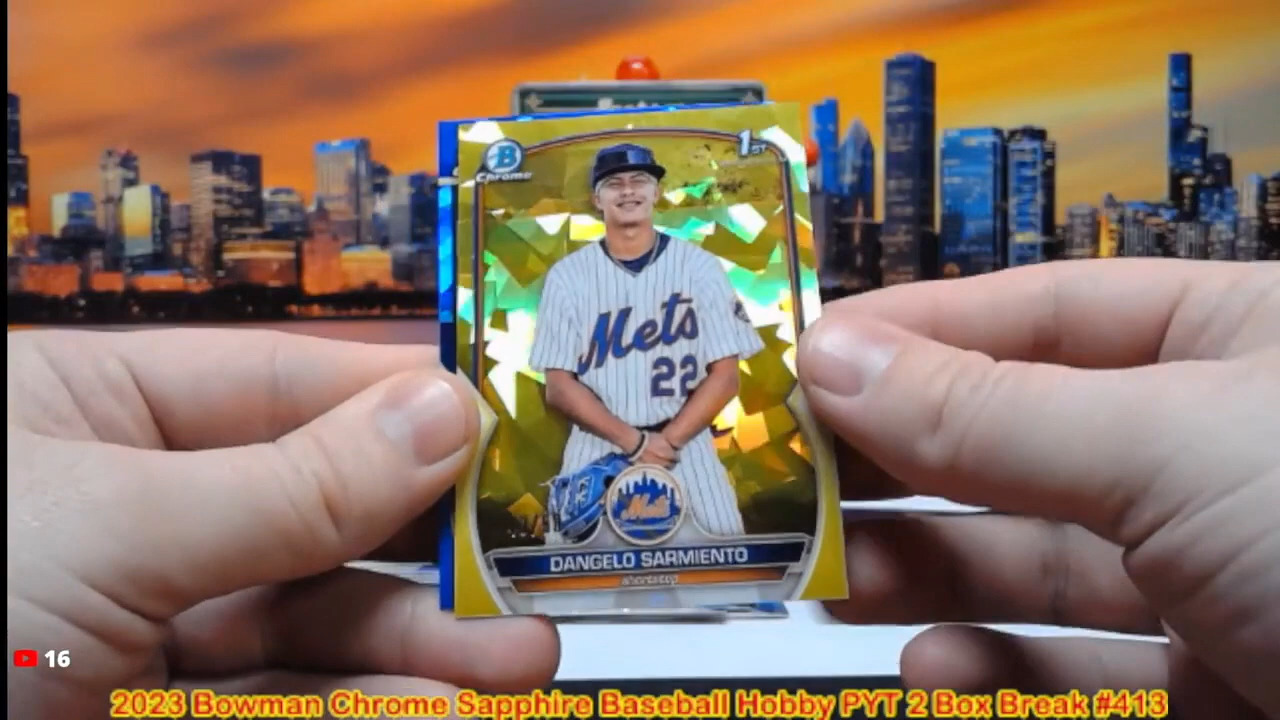 1ST
B
Chrome
Mets
22
Mets
DANGELO SARMIENTO
shortstop
16
2023 Bowman Chrome Sapphire Baseball Hobby PYT 2 Box Break #413